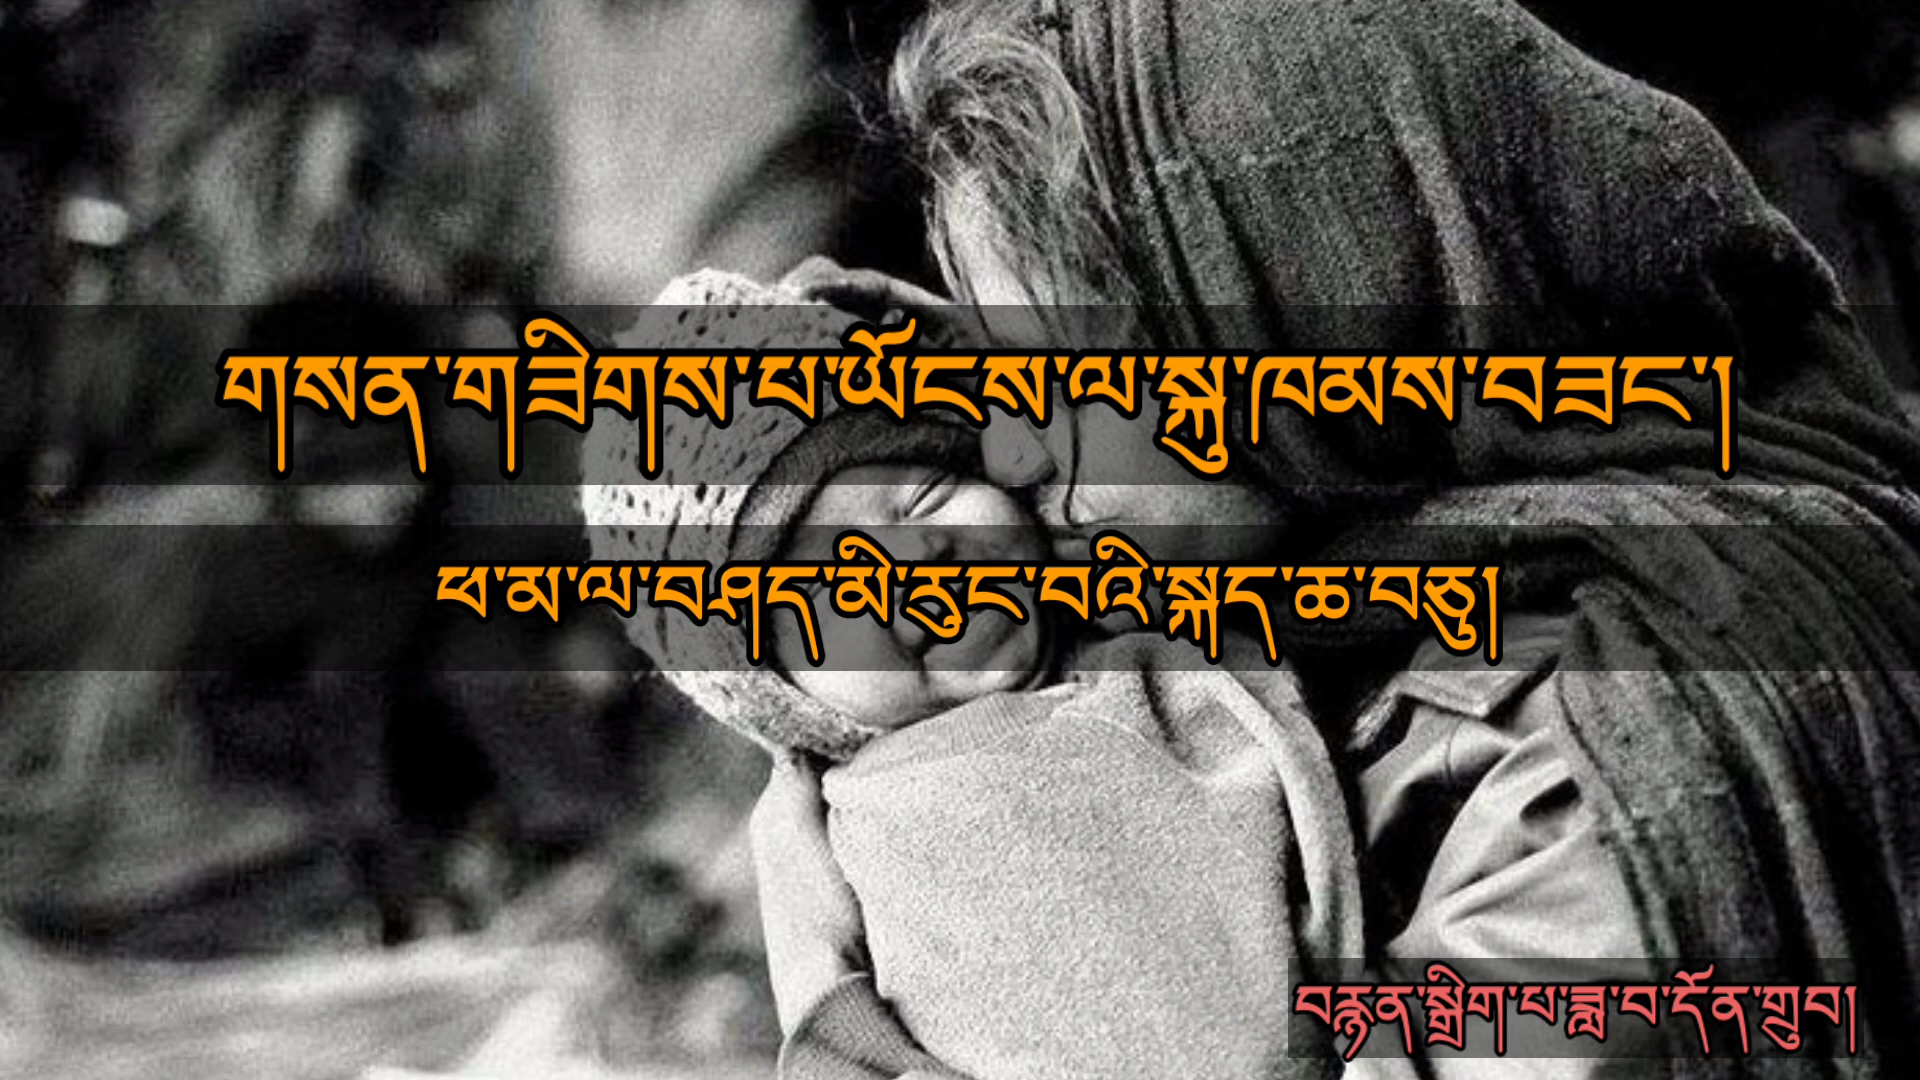 གསན་གཟིགས་པ་ཡོངས་ལ་སྐུ་ཁམས་བཟང་།
ཕ་མ་ལ་བཤད་མི་རུང་བའི་སྐད་ཆ་བཅུ།
བརྙན་སྒྲིག་པ་ཟླ་བ་དོན་གྲུབ།